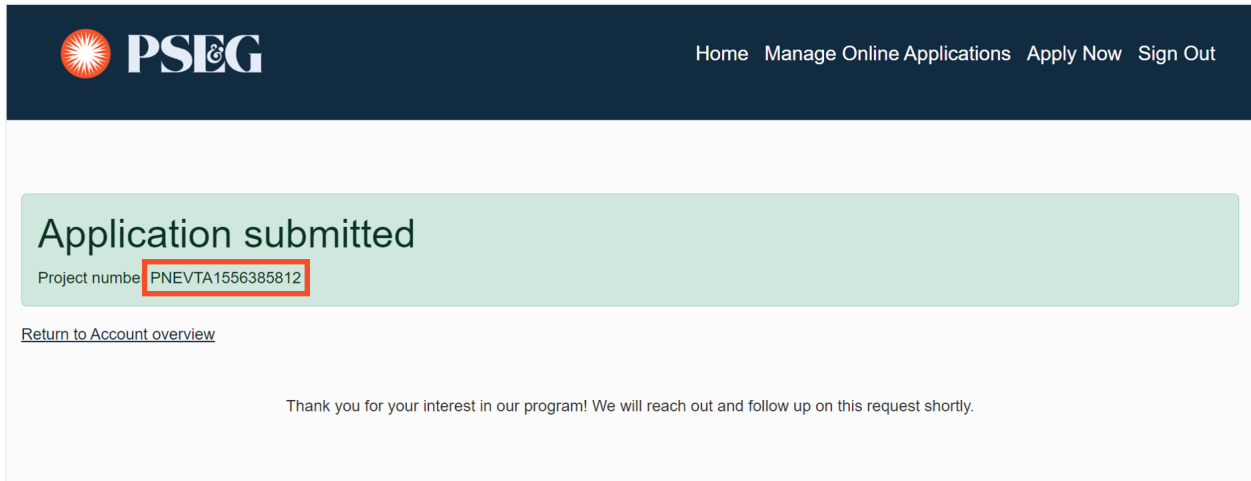 PSE&G
Home Manage Online Applications Apply Now Sign Out
Application submitted
Project numbe PNEVTA1556385812
Return to Account overview
Thank you for your interest in our program! We will reach out and follow up on this request shortly.